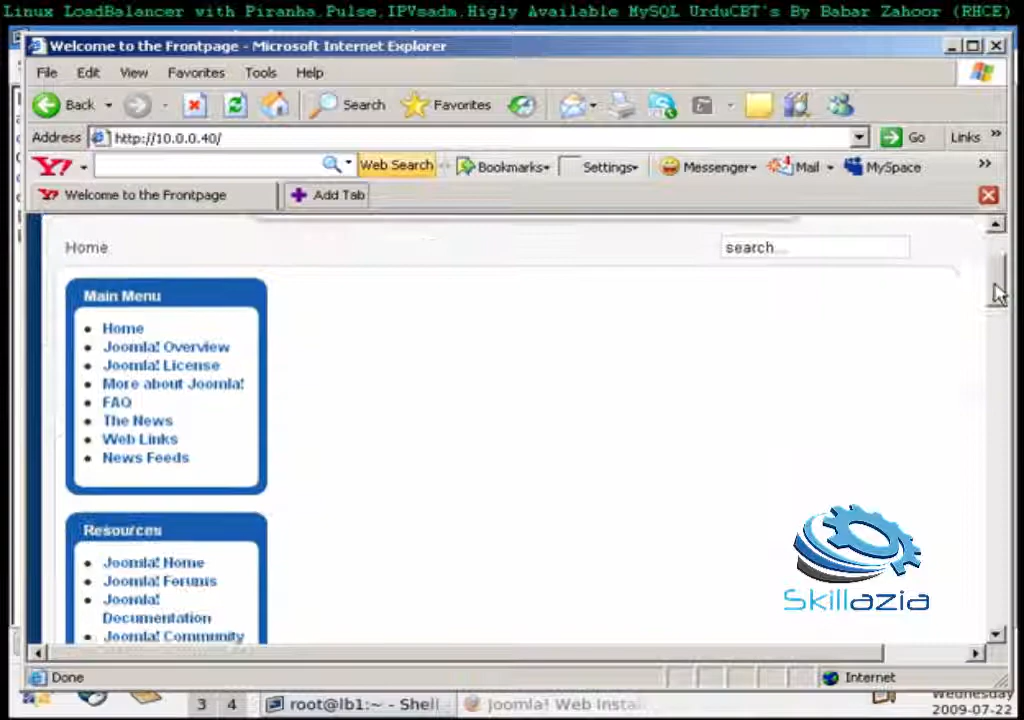 Linux LoadBalancer with Piranha,Pulse,IPVsadm,Higly Available MySQL UrduCBT's By Babar Zahoor (RHCE)
Welcome to the Frontpage - Microsoft Internet Explorer
File Edit View Favorites Tools Help
Back Search Favorites
Address http://10.0.0.40/ Go Links »
Y! Web Search Bookmarks Settings Messenger Mail MySpace »
Y! Welcome to the Frontpage Add Tab
Home search...
Main Menu
Home
Joomla! Overview
Joomla! License
More about Joomla!
FAQ
The News
Web Links
News Feeds
Resources
Joomla! Home
Joomla! Forums
Joomla!
Documentation
Joomla! Community
Skillazia
Done Internet
3 4 root@lb1:~ - Shell Joomla! Web Insta
Wednesday
2009-07-22